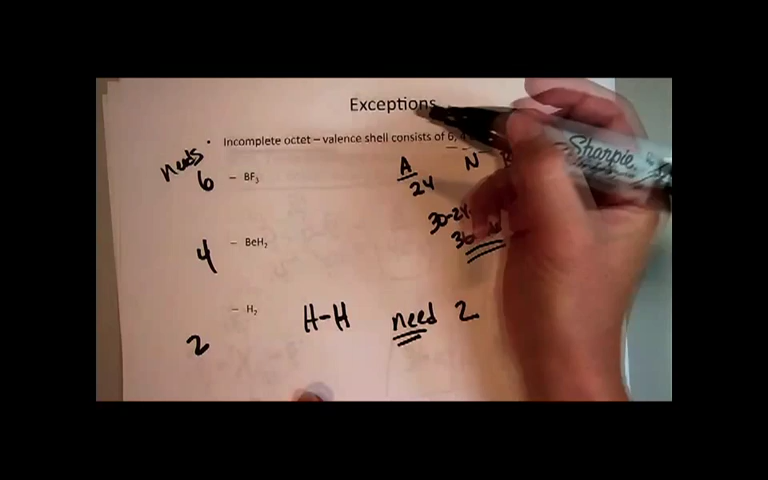 Exceptions
Incomplete octet – valence shell consists of 6,
needs
A
N
6
– BF₃
24
30-24
4
– BeH₂
– H₂
H-H
need 2
2
Sharpie